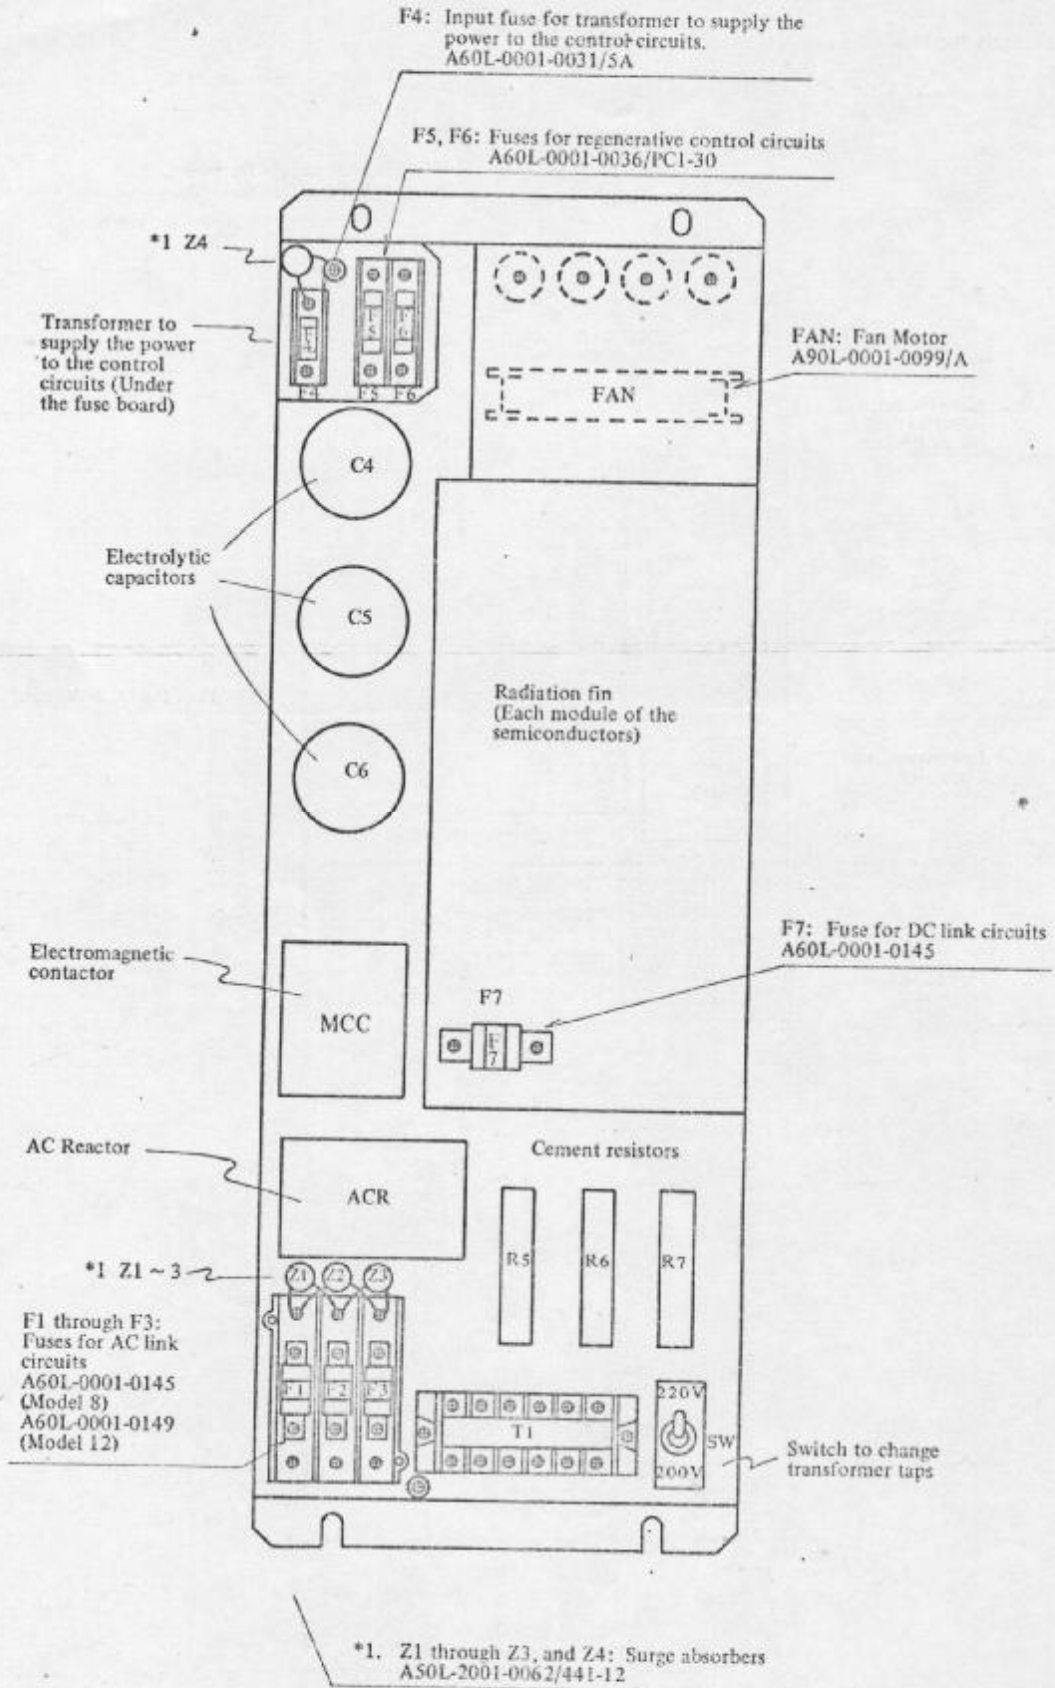 F4: Input fuse for transformer to supply the
power to the control circuits.
A60L-0001-0031/5A
F5, F6: Fuses for regenerative control circuits
A60L-0001-0036/PC1-30
*1 Z4
Transformer to
supply the power
to the control
circuits (Under
the fuse board)
F5
F6
F4
F5
F6
FAN
FAN: Fan Motor
A90L-0001-0099/A
C4
Electrolytic
capacitors
C5
C6
Radiation fin
(Each module of the
semiconductors)
Electromagnetic
contactor
MCC
F7
F7
F7: Fuse for DC link circuits
A60L-0001-0145
AC Reactor
ACR
Cement resistors
R5
R6
R7
*1 Z1 ~ 3
Z1
Z2
Z3
F1 through F3:
Fuses for AC link
circuits
A60L-0001-0145
(Model 8)
A60L-0001-0149
(Model 12)
F1
F2
F3
T1
220V
SW
200V
Switch to change
transformer taps
*1. Z1 through Z3, and Z4: Surge absorbers
A50L-2001-0062/441-12